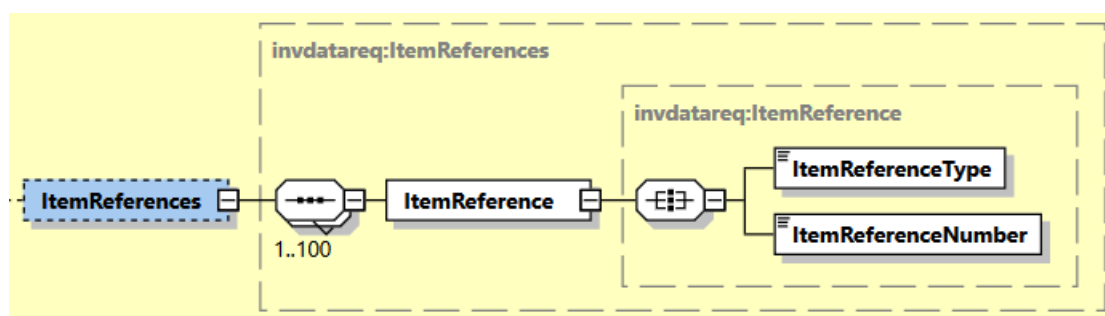 invdatareq:ItemReferences
invdatareq:ItemReference
ItemReferenceType
ItemReferences
ItemReference
ItemReferenceNumber
1..100